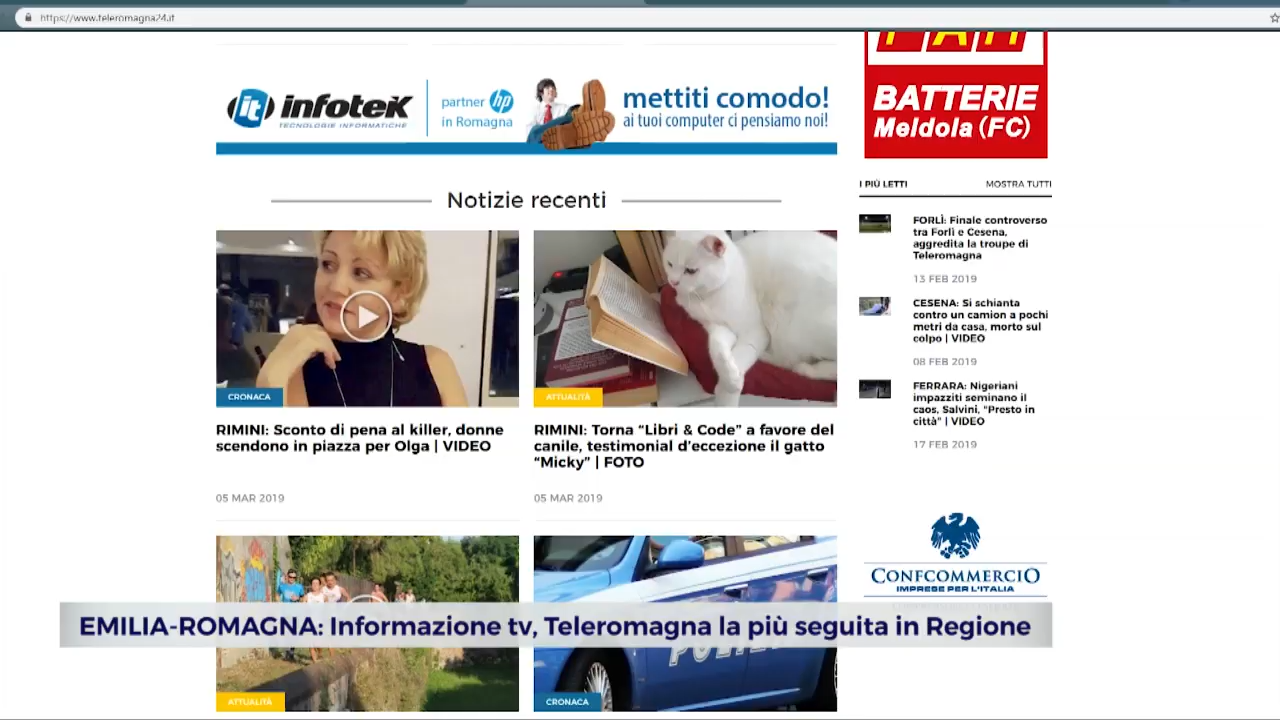 https://www.teleromagna24.it
it infotek
TECNOLOGIE INFORMATICHE
partner hp
in Romagna
mettiti comodo!
ai tuoi computer ci pensiamo noi!
BATTERIE
Meldola (FC)
I PIÙ LETTI
MOSTRA TUTTI
Notizie recenti
FORLÌ: Finale controverso
tra Forlì e Cesena,
aggredita la troupe di
Teleromagna
13 FEB 2019
CESENA: Si schianta
contro un camion a pochi
metri da casa, morto sul
colpo | VIDEO
08 FEB 2019
FERRARA: Nigeriani
impazziti seminano il
caos, Salvini, "Presto in
città" | VIDEO
17 FEB 2019
CRONACA
RIMINI: Sconto di pena al killer, donne
scendono in piazza per Olga | VIDEO
05 MAR 2019
ATTUALITÀ
RIMINI: Torna “Libri & Code” a favore del
canile, testimonial d’eccezione il gatto
“Micky” | FOTO
05 MAR 2019
CONFCOMMERCIO
IMPRESE PER L'ITALIA
EMILIA-ROMAGNA: Informazione tv, Teleromagna la più seguita in Regione
ATTUALITÀ
CRONACA